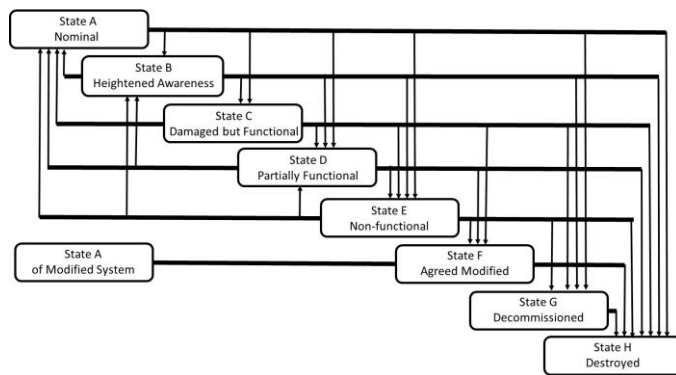 State A
Nominal
State B
Heightened Awareness
State C
Damaged but Functional
State D
Partially Functional
State E
Non-functional
State A
of Modified System
State F
Agreed Modified
State G
Decommissioned
State H
Destroyed